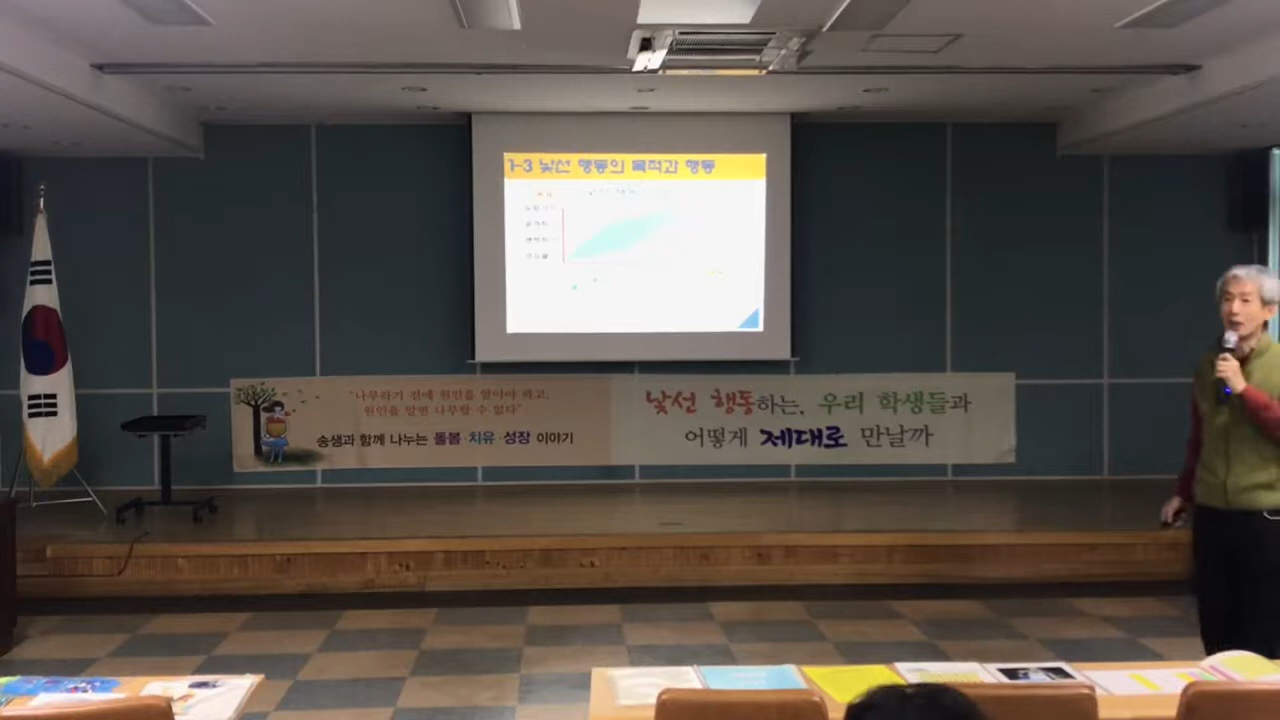 1-3 낯선 행동의 목적과 행동
"나무라기 전에 원인을 알아야 하고,
원인을 알면 나무랄 수 없다"
송샘과 함께 나누는 돌봄·치유·성장 이야기
낯선 행동하는, 우리 학생들과
어떻게 제대로 만날까